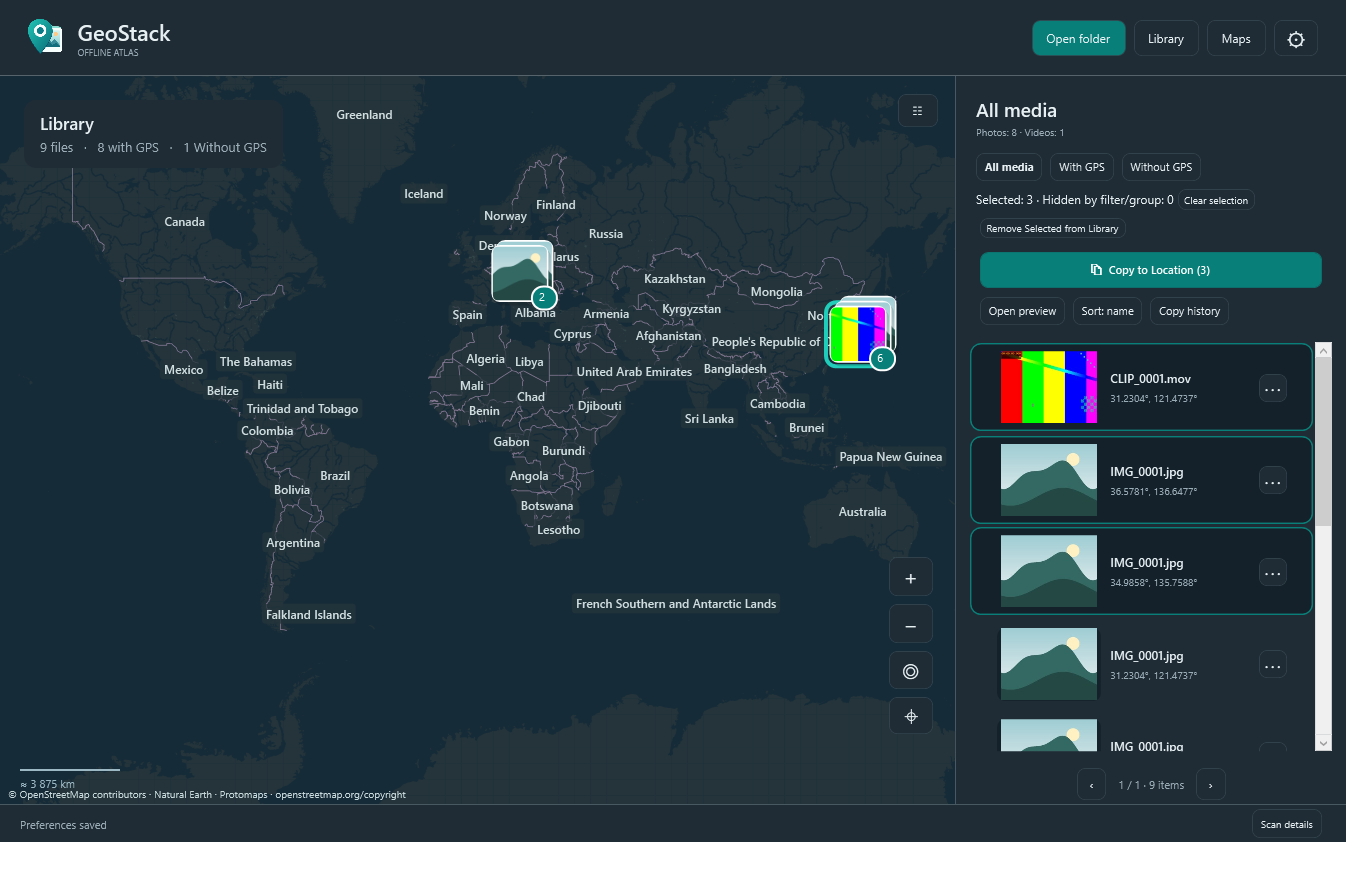 GeoStack
OFFLINE ATLAS
Open folder
Library
Maps
Library
9 files · 8 with GPS · 1 Without GPS
Greenland
Iceland
Canada
Finland
Norway
Russia
Kazakhstan
Mongolia
Spain
Albania
Armenia
Kyrgyzstan
Cyprus
Afghanistan
People's Republic of
The Bahamas
Mexico
Algeria
Libya
United Arab Emirates
Bangladesh
Haiti
Belize
Mali
Chad
Trinidad and Tobago
Benin
Djibouti
Cambodia
Sri Lanka
Colombia
Brunei
Gabon
Burundi
Papua New Guinea
Brazil
Angola
Bolivia
Botswana
Australia
Lesotho
Argentina
French Southern and Antarctic Lands
Falkland Islands
2
6
+
−
≈ 3 875 km
© OpenStreetMap contributors · Natural Earth · Protomaps · openstreetmap.org/copyright
All media
Photos: 8 · Videos: 1
All media
With GPS
Without GPS
Selected: 3 · Hidden by filter/group: 0
Clear selection
Remove Selected from Library
Copy to Location (3)
Open preview
Sort: name
Copy history
CLIP_0001.mov
31.2304°, 121.4737°
...
IMG_0001.jpg
36.5781°, 136.6477°
...
IMG_0001.jpg
34.9858°, 135.7588°
...
IMG_0001.jpg
31.2304°, 121.4737°
...
IMG_0001.jpg
‹
1 / 1 · 9 items
›
Preferences saved
Scan details